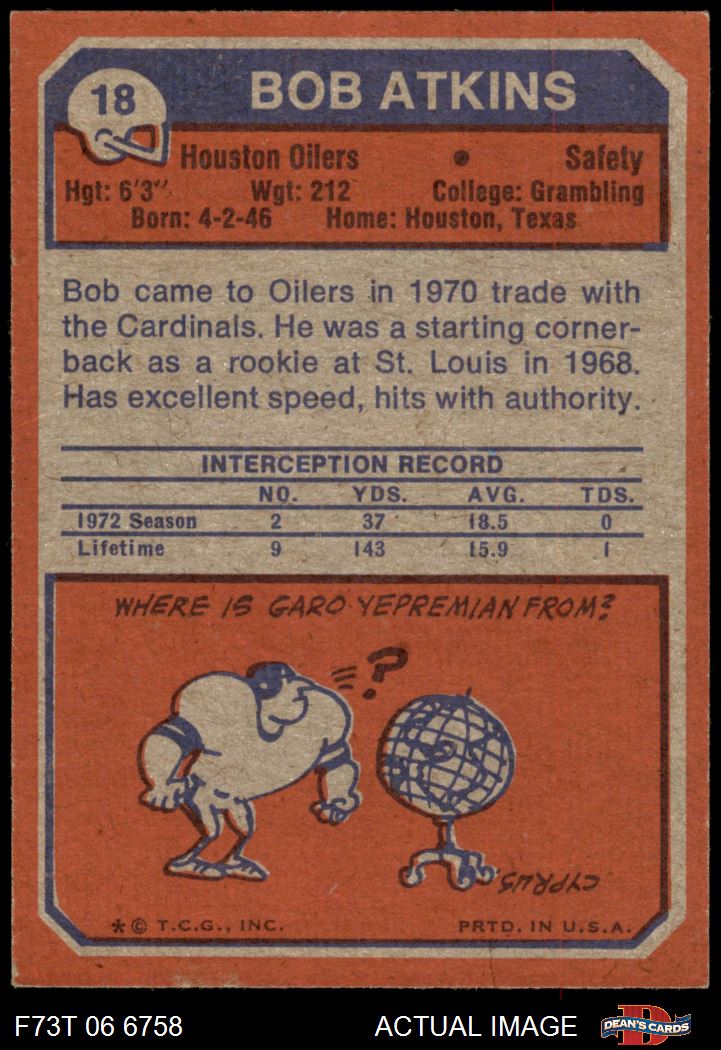 18
BOB ATKINS
Houston Oilers • Safety
Hgt: 6'3" Wgt: 212 College: Grambling
Born: 4-2-46 Home: Houston, Texas
Bob came to Oilers in 1970 trade with
the Cardinals. He was a starting corner-
back as a rookie at St. Louis in 1968.
Has excellent speed, hits with authority.
INTERCEPTION RECORD
NO. YDS. AVG. TDS.
1972 Season 2 37 18.5 0
Lifetime 9 143 15.9 1
WHERE IS GARO YEPREMIAN FROM?
?
CYPRUS.
* © T.C.G., INC. PRTD. IN U.S.A.
F73T 06 6758 ACTUAL IMAGE D DEAN'S CARDS